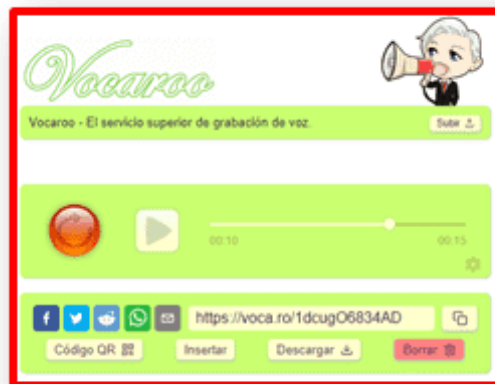 Vocaroo
Vocaroo - El servicio superior de grabación de voz.
Subir
00:10
00:15
https://voca.ro/1dcugO6834AD
Código QR
Insertar
Descargar
Borrar